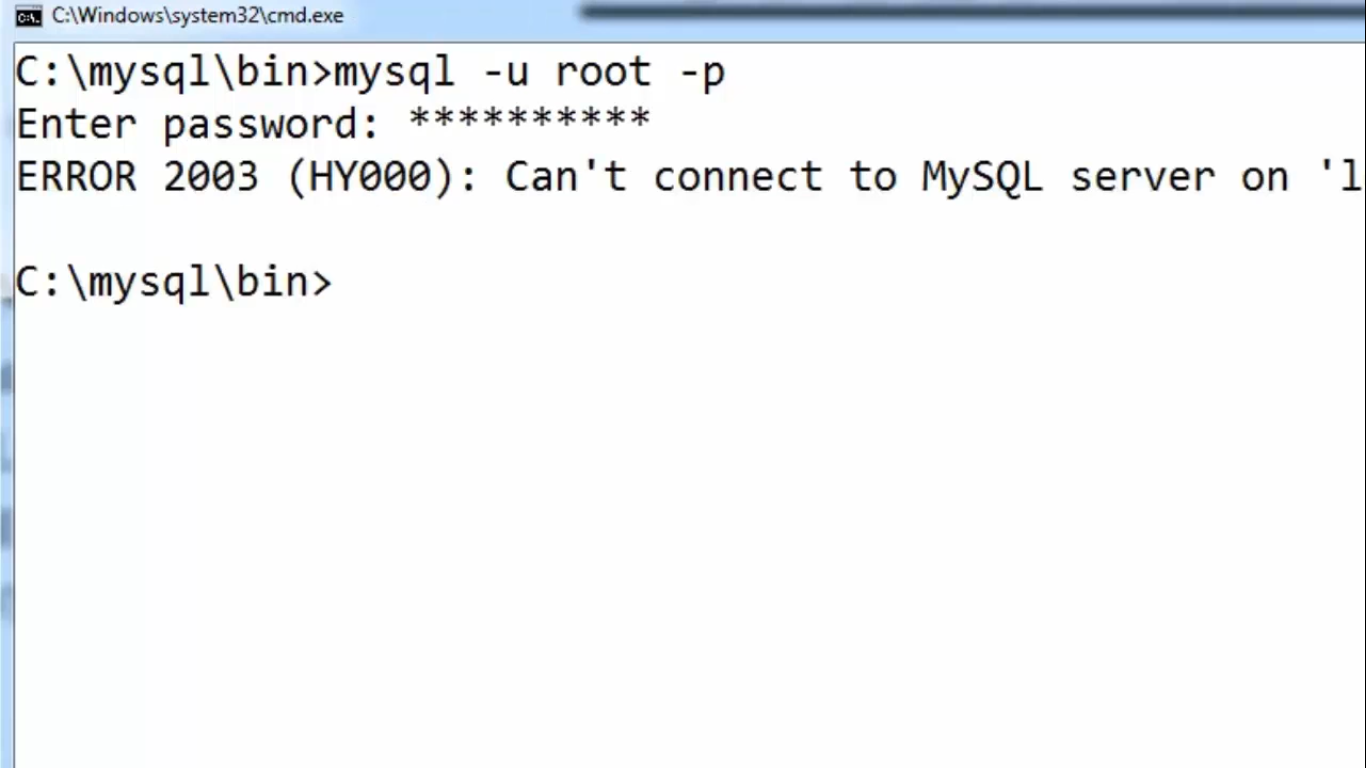 C:\Windows\system32\cmd.exe
C:\mysql\bin>mysql -u root -p
Enter password: **********
ERROR 2003 (HY000): Can't connect to MySQL server on 'l
C:\mysql\bin>